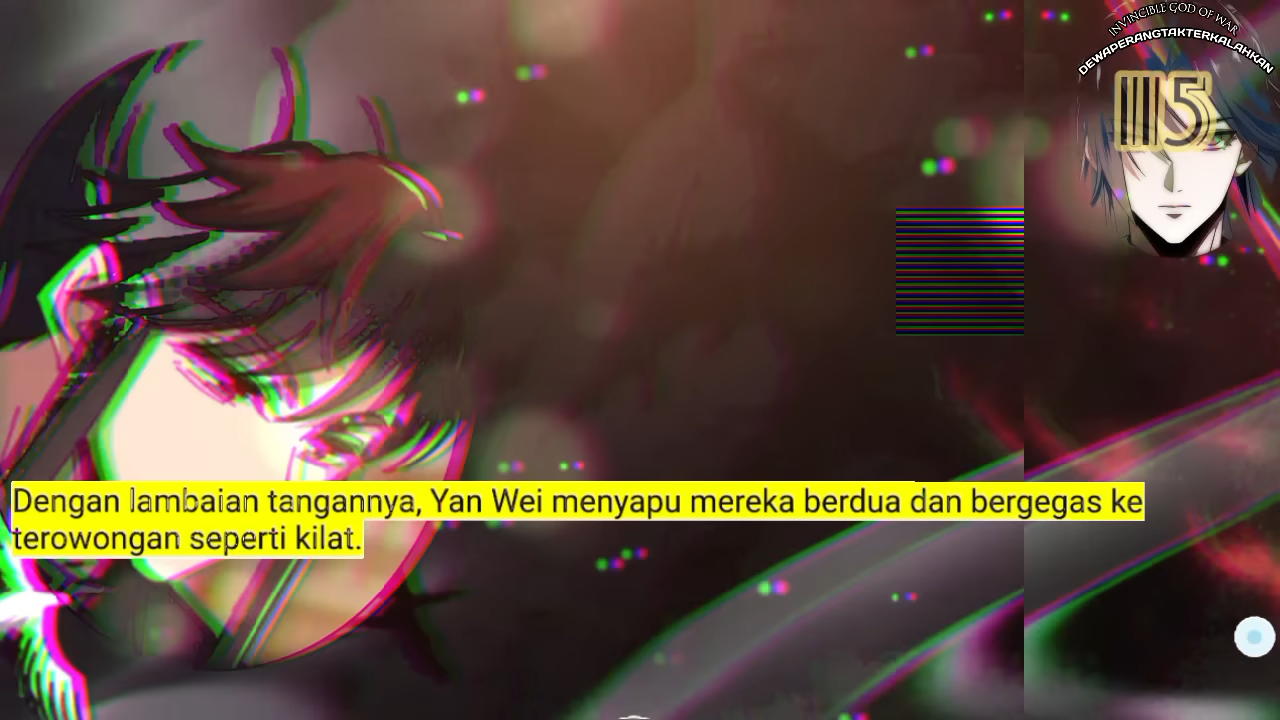 INVINCIBLE GOD OF WAR
DEWAPERANGTAKTERKALAHKAN
115
Dengan lambaian tangannya, Yan Wei menyapu mereka berdua dan bergegas ke
terowongan seperti kilat.